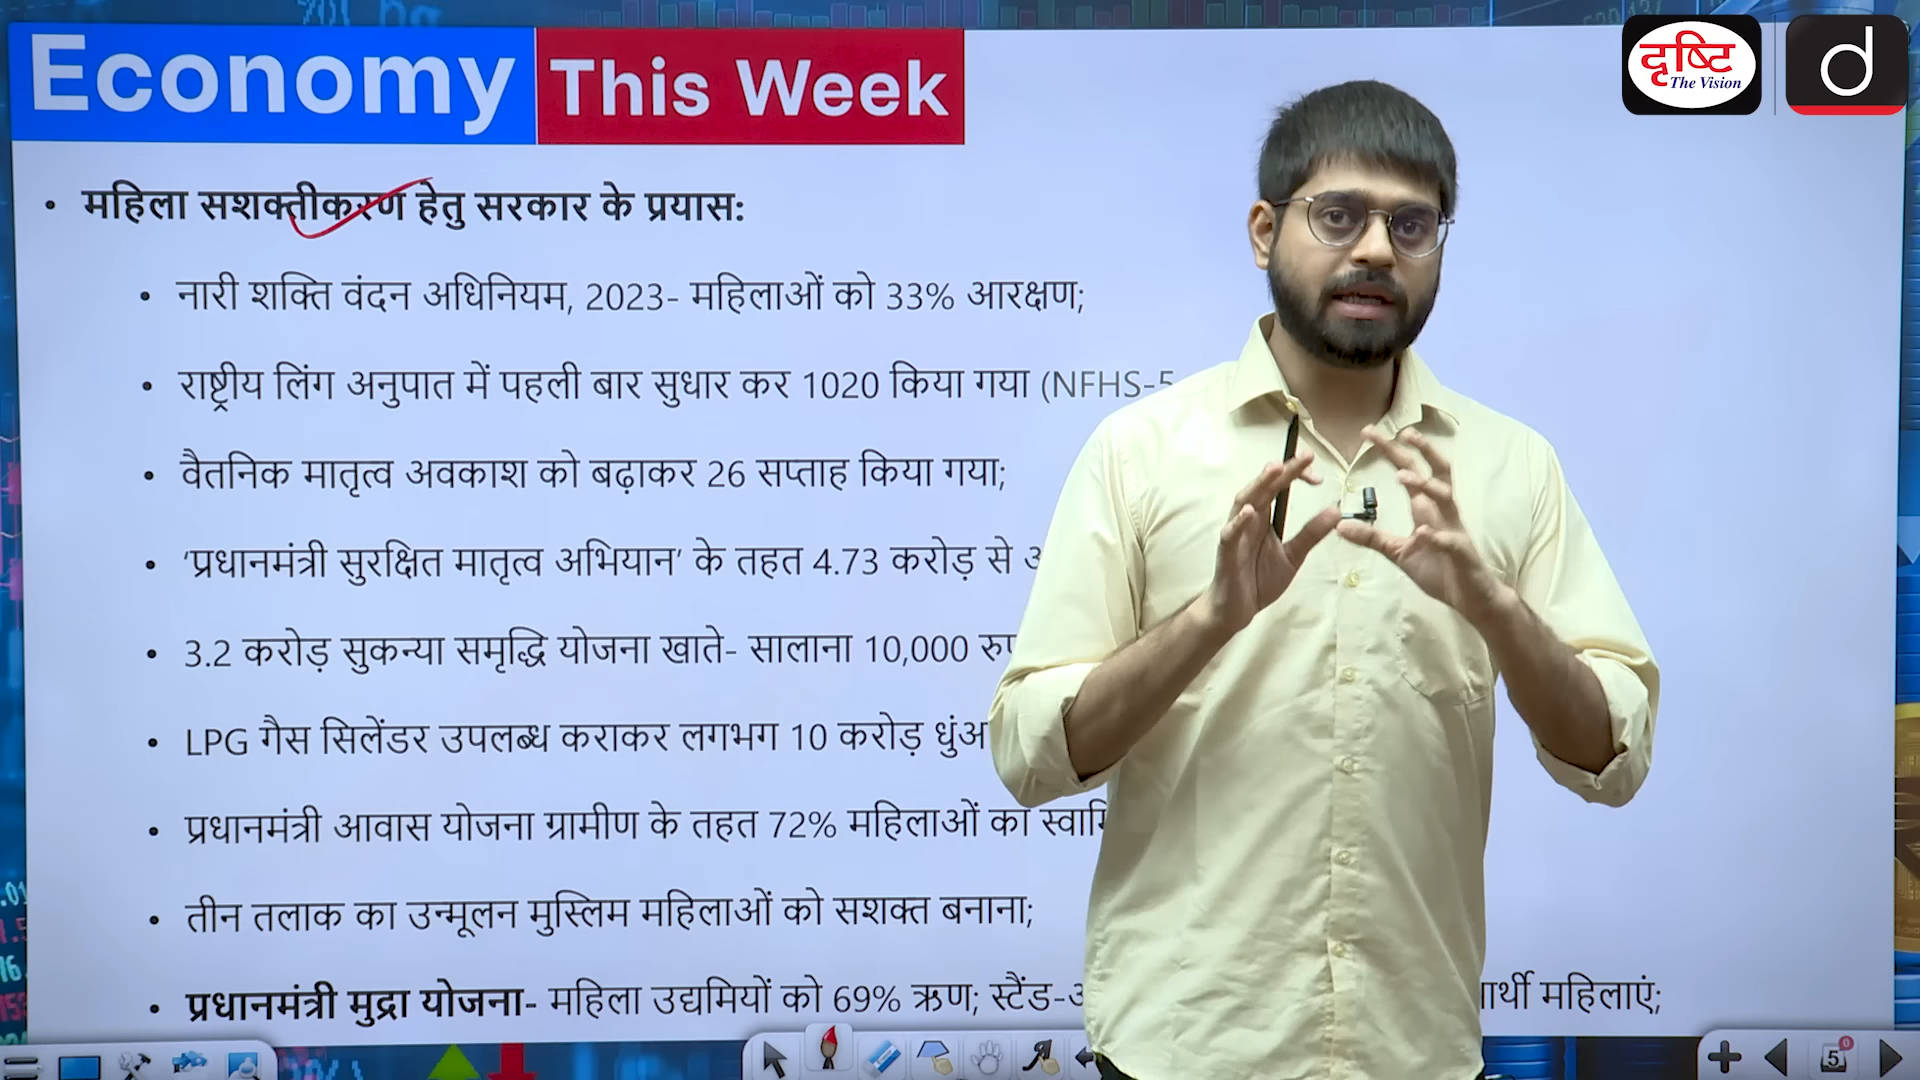 Economy This Week
दृष्टि
The Vision
d
• महिला सशक्तीकरण हेतु सरकार के प्रयास:
• नारी शक्ति वंदन अधिनियम, 2023- महिलाओं को 33% आरक्षण;
• राष्ट्रीय लिंग अनुपात में पहली बार सुधार कर 1020 किया गया (NFHS-5
• वैतनिक मातृत्व अवकाश को बढ़ाकर 26 सप्ताह किया गया;
• ‘प्रधानमंत्री सुरक्षित मातृत्व अभियान’ के तहत 4.73 करोड़ से
• 3.2 करोड़ सुकन्या समृद्धि योजना खाते- सालाना 10,000
• LPG गैस सिलेंडर उपलब्ध कराकर लगभग 10 करोड़
• प्रधानमंत्री आवास योजना ग्रामीण के तहत 72% महिलाओं का
• तीन तलाक का उन्मूलन मुस्लिम महिलाओं को सशक्त बनाना;
• प्रधानमंत्री मुद्रा योजना- महिला उद्यमियों को 69% ऋण; स्टैंड- महिलाएं;
5
0